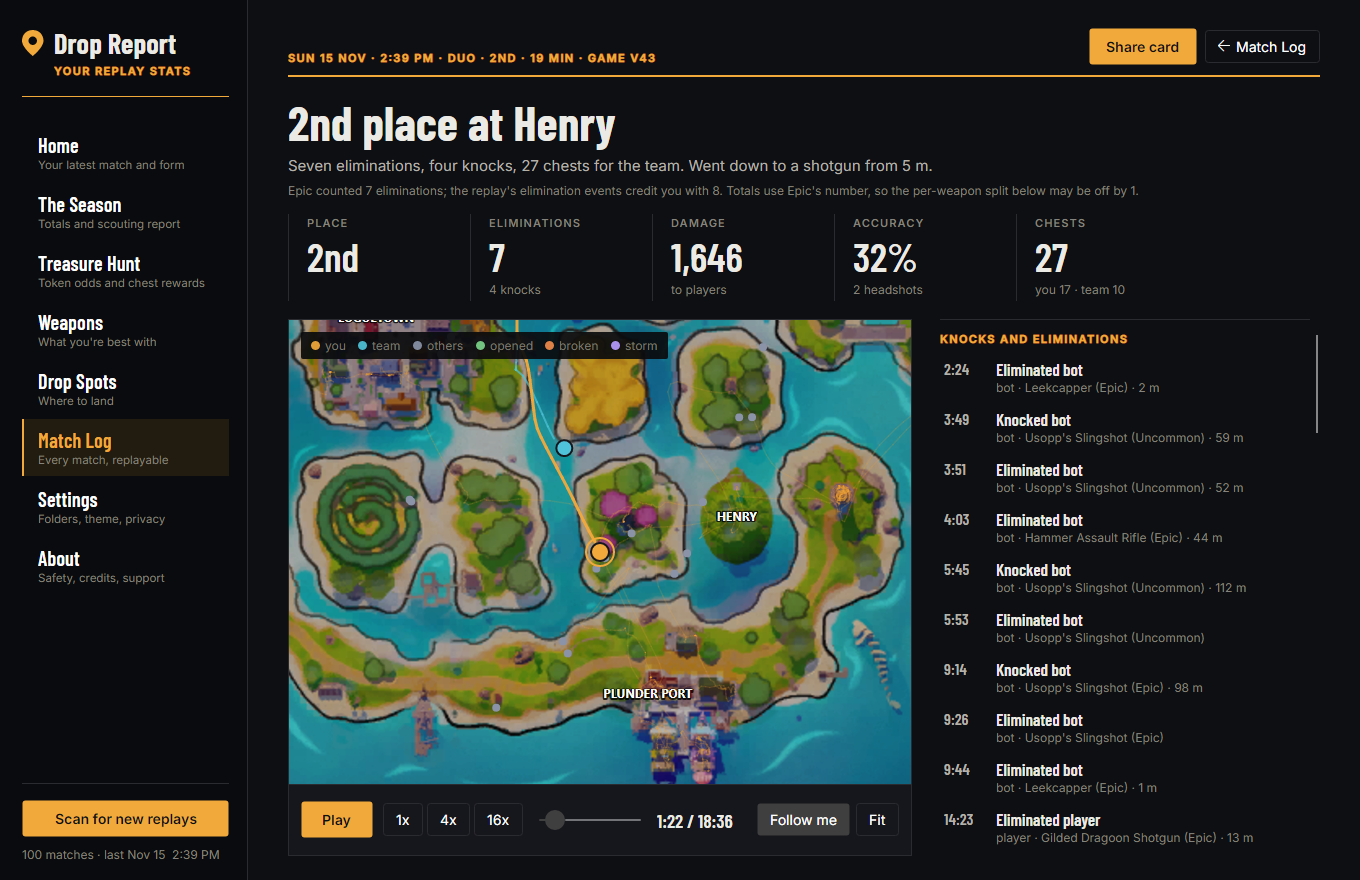 Drop Report
YOUR REPLAY STATS
Home
Your latest match and form
The Season
Totals and scouting report
Treasure Hunt
Token odds and chest rewards
Weapons
What you're best with
Drop Spots
Where to land
Match Log
Every match, replayable
Settings
Folders, theme, privacy
About
Safety, credits, support
Scan for new replays
100 matches · last Nov 15 2:39 PM
SUN 15 NOV · 2:39 PM · DUO · 2ND · 19 MIN · GAME V43
Share card
← Match Log
2nd place at Henry
Seven eliminations, four knocks, 27 chests for the team. Went down to a shotgun from 5 m.
Epic counted 7 eliminations; the replay's elimination events credit you with 8. Totals use Epic's number, so the per-weapon split below may be off by 1.
PLACE
2nd
ELIMINATIONS
7
4 knocks
DAMAGE
1,646
to players
ACCURACY
32%
2 headshots
CHESTS
27
you 17 · team 10
you team others opened broken storm
HENRY
PLUNDER PORT
Play
1x
4x
16x
1:22 / 18:36
Follow me
Fit
KNOCKS AND ELIMINATIONS
2:24 Eliminated bot
bot · Leekcapper (Epic) · 2 m
3:49 Knocked bot
bot · Usopp's Slingshot (Uncommon) · 59 m
3:51 Eliminated bot
bot · Usopp's Slingshot (Uncommon) · 52 m
4:03 Eliminated bot
bot · Hammer Assault Rifle (Epic) · 44 m
5:45 Knocked bot
bot · Usopp's Slingshot (Uncommon) · 112 m
5:53 Eliminated bot
bot · Usopp's Slingshot (Uncommon)
9:14 Knocked bot
bot · Usopp's Slingshot (Epic) · 98 m
9:26 Eliminated bot
bot · Usopp's Slingshot (Epic)
9:44 Eliminated bot
bot · Leekcapper (Epic) · 1 m
14:23 Eliminated player
player · Gilded Dragoon Shotgun (Epic) · 13 m